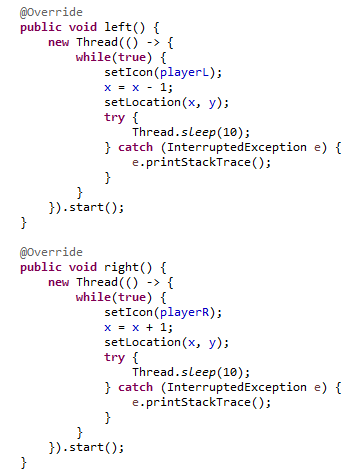 @Override
public void left() {
    new Thread(() -> {
        while(true) {
            setIcon(playerL);
            x = x - 1;
            setLocation(x, y);
            try {
                Thread.sleep(10);
            } catch (InterruptedException e) {
                e.printStackTrace();
            }
        }
    }).start();
}
@Override
public void right() {
    new Thread(() -> {
        while(true) {
            setIcon(playerR);
            x = x + 1;
            setLocation(x, y);
            try {
                Thread.sleep(10);
            } catch (InterruptedException e) {
                e.printStackTrace();
            }
        }
    }).start();
}